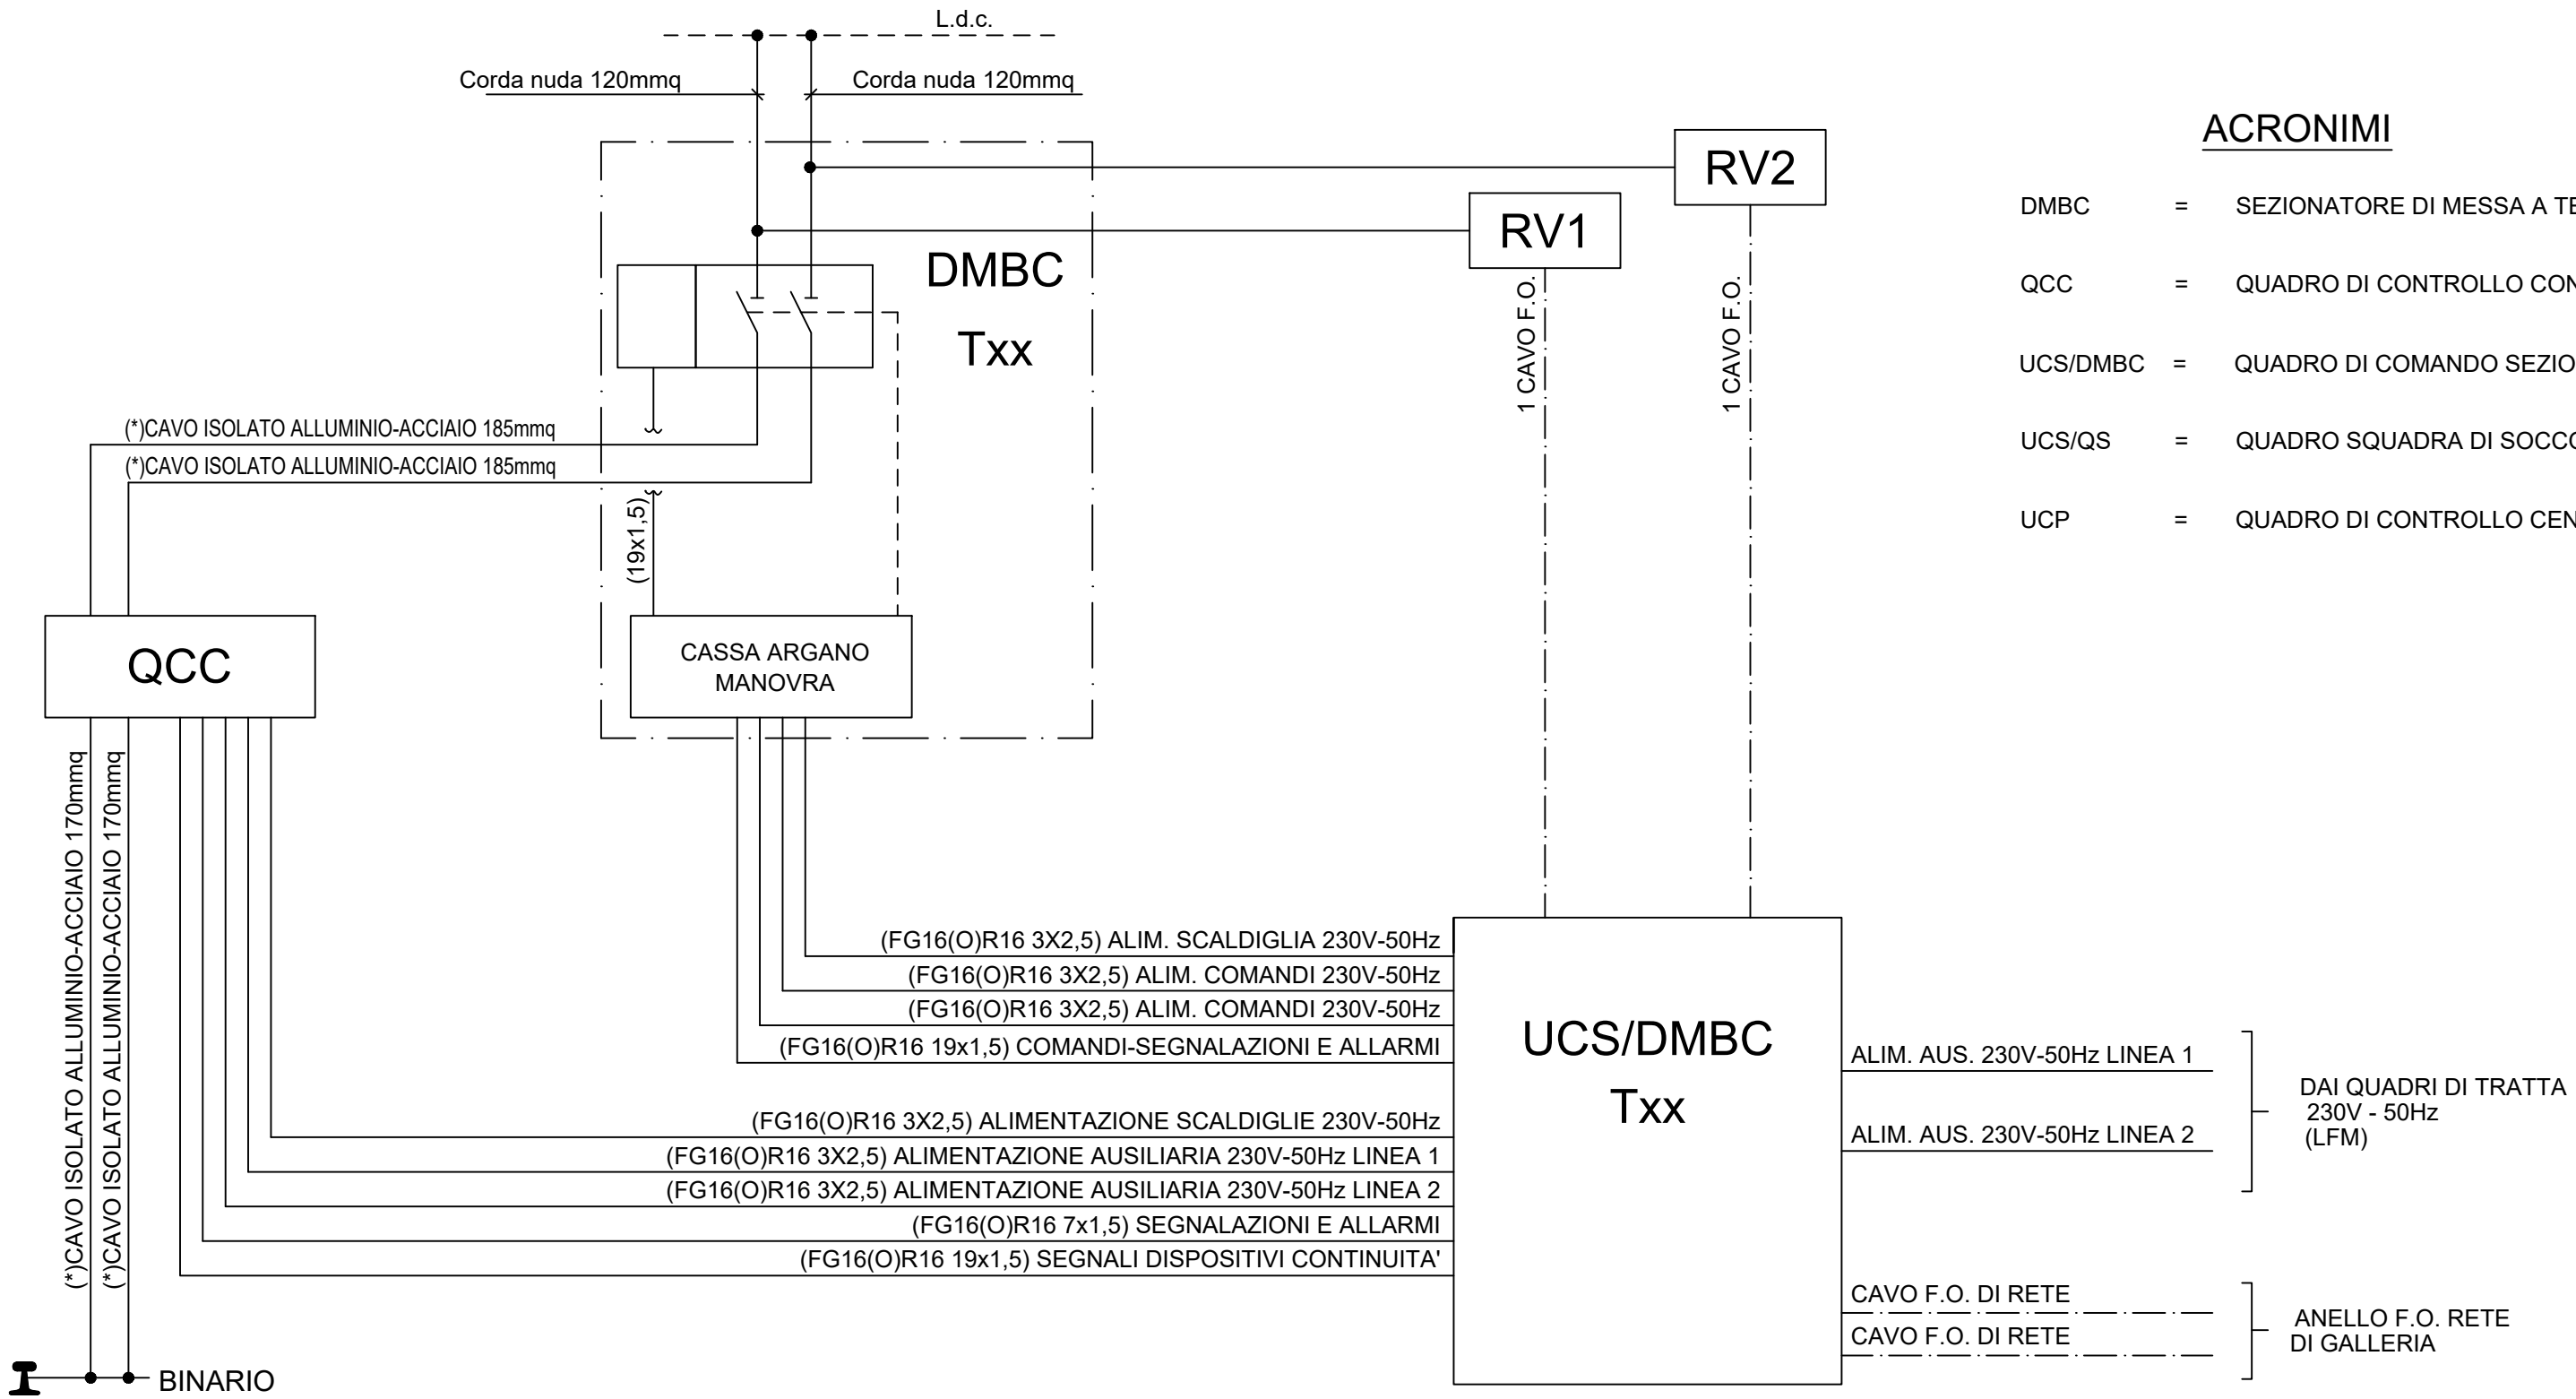 L.d.c.
Corda nuda 120mmq
Corda nuda 120mmq
RV2
RV1
DMBC
Txx
1 CAVO F.O.
1 CAVO F.O.
(*)CAVO ISOLATO ALLUMINIO-ACCIAIO 185mmq
(*)CAVO ISOLATO ALLUMINIO-ACCIAIO 185mmq
(19x1,5)
QCC
CASSA ARGANO
MANOVRA
(*)CAVO ISOLATO ALLUMINIO-ACCIAIO 170mmq
(*)CAVO ISOLATO ALLUMINIO-ACCIAIO 170mmq
(FG16(O)R16 3X2,5) ALIM. SCALDIGLIA 230V-50Hz
(FG16(O)R16 3X2,5) ALIM. COMANDI 230V-50Hz
(FG16(O)R16 3X2,5) ALIM. COMANDI 230V-50Hz
(FG16(O)R16 19x1,5) COMANDI-SEGNALAZIONI E ALLARMI
(FG16(O)R16 3X2,5) ALIMENTAZIONE SCALDIGLIE 230V-50Hz
(FG16(O)R16 3X2,5) ALIMENTAZIONE AUSILIARIA 230V-50Hz LINEA 1
(FG16(O)R16 3X2,5) ALIMENTAZIONE AUSILIARIA 230V-50Hz LINEA 2
(FG16(O)R16 7x1,5) SEGNALAZIONI E ALLARMI
(FG16(O)R16 19x1,5) SEGNALI DISPOSITIVI CONTINUITA'
BINARIO
UCS/DMBC
Txx
ALIM. AUS. 230V-50Hz LINEA 1
ALIM. AUS. 230V-50Hz LINEA 2
DAI QUADRI DI TRATTA
230V - 50Hz
(LFM)
CAVO F.O. DI RETE
CAVO F.O. DI RETE
ANELLO F.O. RETE
DI GALLERIA
ACRONIMI
DMBC = SEZIONATORE DI MESSA A
QCC = QUADRO DI CONTROLLO
UCS/DMBC = QUADRO DI COMANDO
UCS/QS = QUADRO SQUADRA DI
UCP = QUADRO DI CONTROLLO